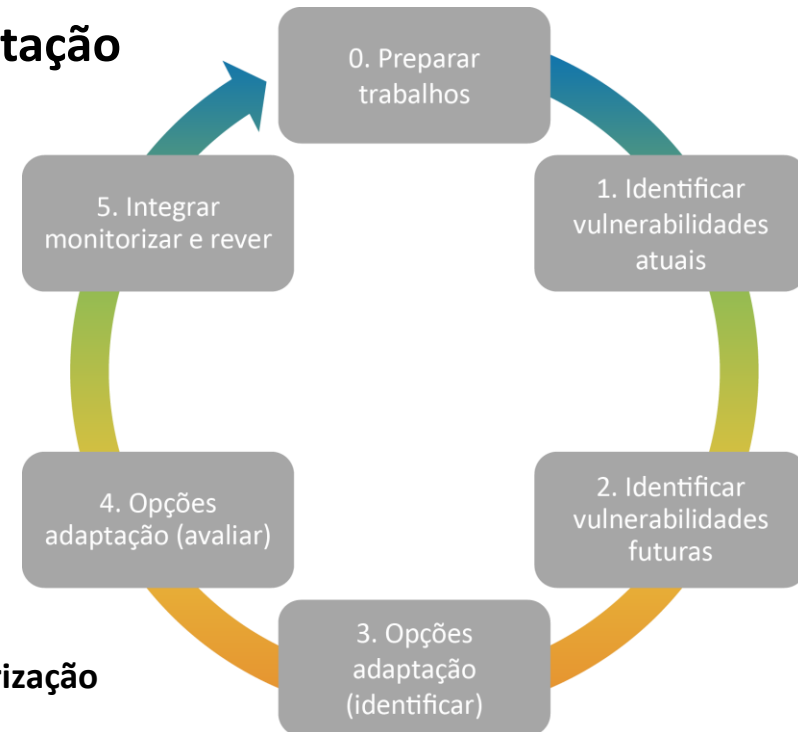 tação
0. Preparar
trabalhos
1. Identificar
vulnerabilidades
atuais
2. Identificar
vulnerabilidades
futuras
3. Opções
adaptação
(identificar)
4. Opções
adaptação (avaliar)
5. Integrar
monitorizar e rever
rização